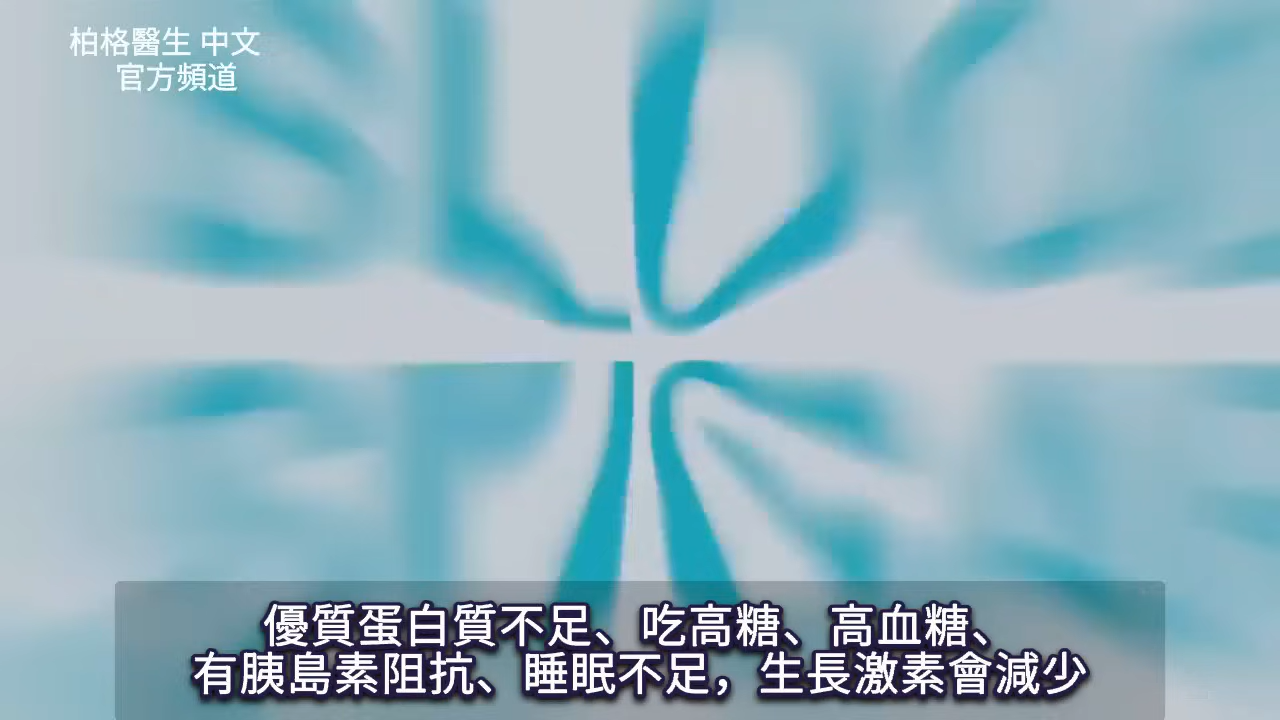 柏格醫生 中文
官方頻道
優質蛋白質不足、吃高糖、高血糖、
有胰島素阻抗、睡眠不足，生長激素會減少